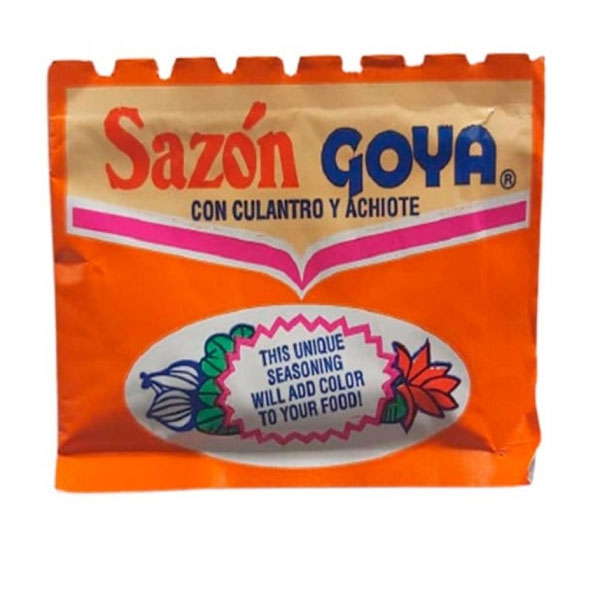 Sazón GOYA®
CON CULANTRO Y ACHIOTE
THIS UNIQUE
SEASONING
WILL ADD COLOR
TO YOUR FOOD!